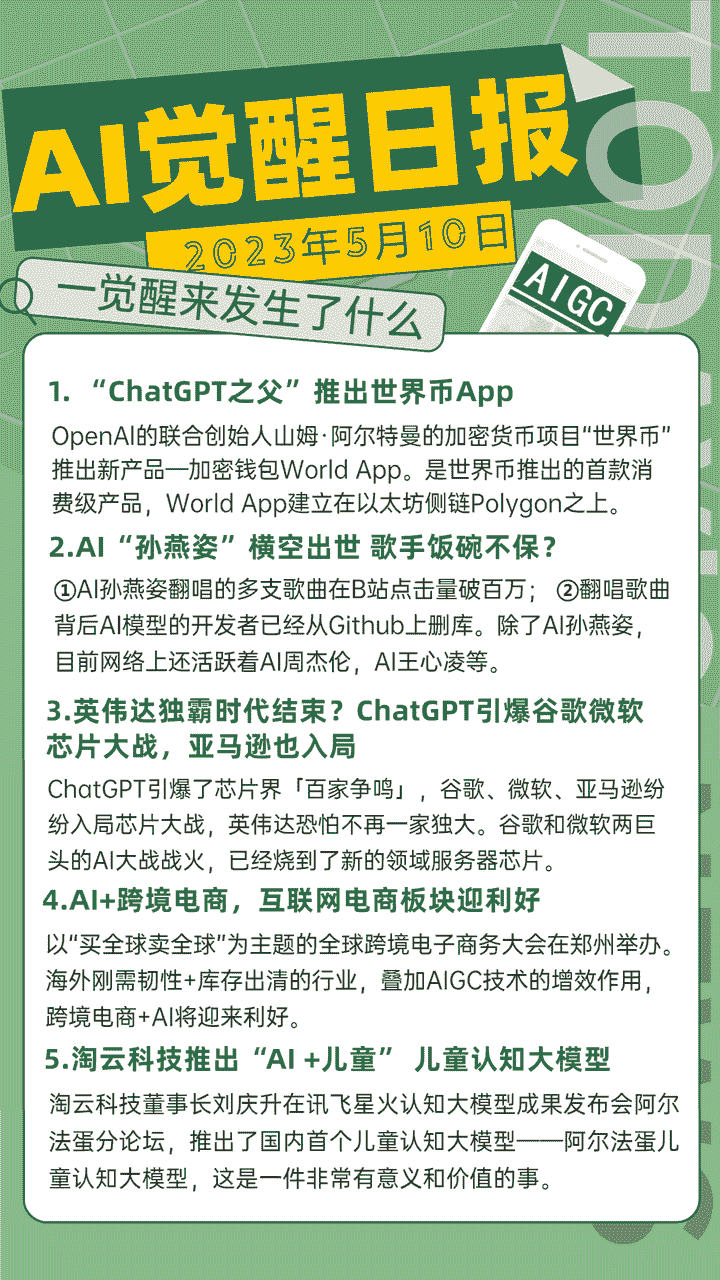 AI觉醒日报
2023年5月10日
一觉醒来发生了什么
AIGC
1. “ChatGPT之父” 推出世界币App
OpenAI的联合创始人山姆·阿尔特曼的加密货币项目“世界币”
推出新产品—加密钱包World App。是世界币推出的首款消
费级产品，World App建立在以太坊侧链Polygon之上。
2.AI“孙燕姿”横空出世 歌手饭碗不保？
①AI孙燕姿翻唱的多支歌曲在B站点击量破百万； ②翻唱歌曲
背后AI模型的开发者已经从Github上删库。除了AI孙燕姿，
目前网络上还活跃着AI周杰伦，AI王心凌等。
3.英伟达独霸时代结束？ChatGPT引爆谷歌微软
芯片大战，亚马逊也入局
ChatGPT引爆了芯片界「百家争鸣」，谷歌、微软、亚马逊纷
纷入局芯片大战，英伟达恐怕不再一家独大。谷歌和微软两巨
头的AI大战战火，已经烧到了新的领域服务器芯片。
4.AI+跨境电商，互联网电商板块迎利好
以“买全球卖全球”为主题的全球跨境电子商务大会在郑州举办。
海外刚需韧性+库存出清的行业，叠加AIGC技术的增效作用，
跨境电商+AI将迎来利好。
5.淘云科技推出“AI +儿童” 儿童认知大模型
淘云科技董事长刘庆升在讯飞星火认知大模型成果发布会阿尔
法蛋分论坛，推出了国内首个儿童认知大模型——阿尔法蛋儿
童认知大模型，这是一件非常有意义和价值的事。